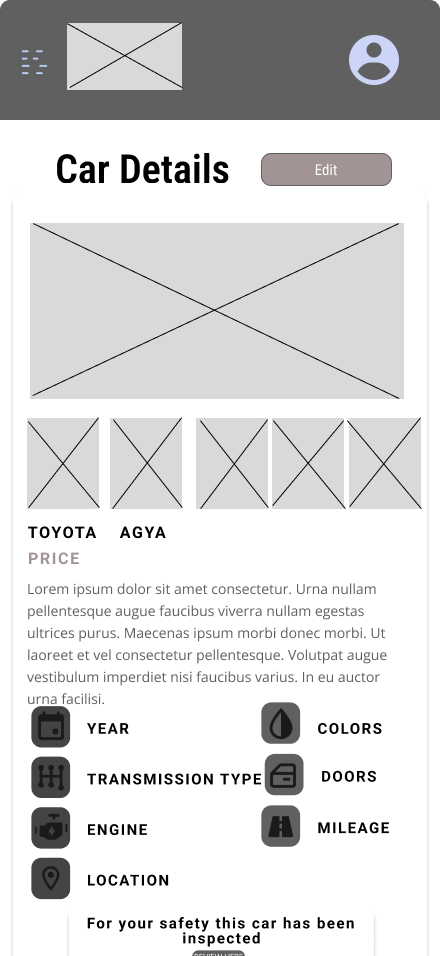 Car Details
Edit
TOYOTA AGYA
PRICE
Lorem ipsum dolor sit amet consectetur. Urna nullam
pellentesque augue faucibus viverra nullam egestas
ultrices purus. Maecenas ipsum morbi donec morbi. Ut
laoreet et vel consectetur pellentesque. Volutpat augue
vestibulum imperdiet nisi faucibus varius. In eu auctor
urna facilisi.
YEAR
COLORS
TRANSMISSION TYPE
DOORS
ENGINE
MILEAGE
LOCATION
For your safety this car has been
inspected